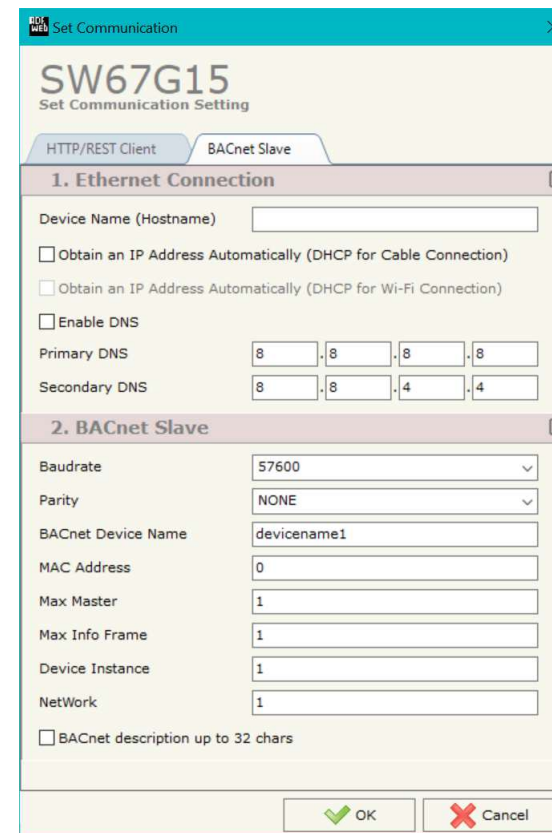 ADF
web Set Communication
SW67G15
Set Communication Setting
HTTP/REST Client BACnet Slave
1. Ethernet Connection
Device Name (Hostname)
Obtain an IP Address Automatically (DHCP for Cable Connection)
Obtain an IP Address Automatically (DHCP for Wi-Fi Connection)
Enable DNS
Primary DNS 8 . 8 . 8 . 8
Secondary DNS 8 . 8 . 4 . 4
2. BACnet Slave
Baudrate 57600
Parity NONE
BACnet Device Name devicename1
MAC Address 0
Max Master 1
Max Info Frame 1
Device Instance 1
NetWork 1
BACnet description up to 32 chars
OK Cancel